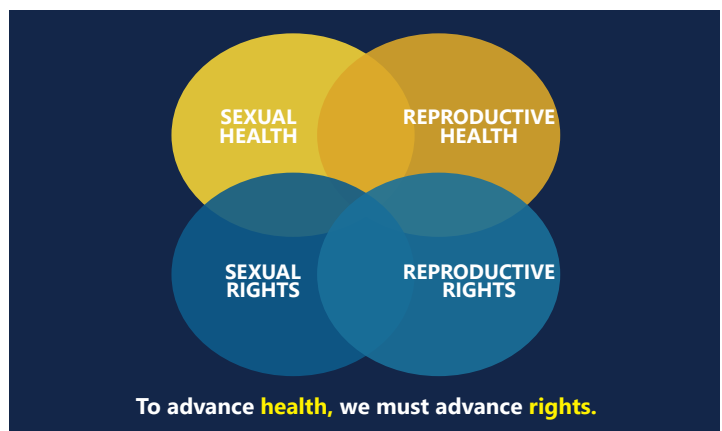 SEXUAL
HEALTH
REPRODUCTIVE
HEALTH
SEXUAL
RIGHTS
REPRODUCTIVE
RIGHTS
To advance health, we must advance rights.